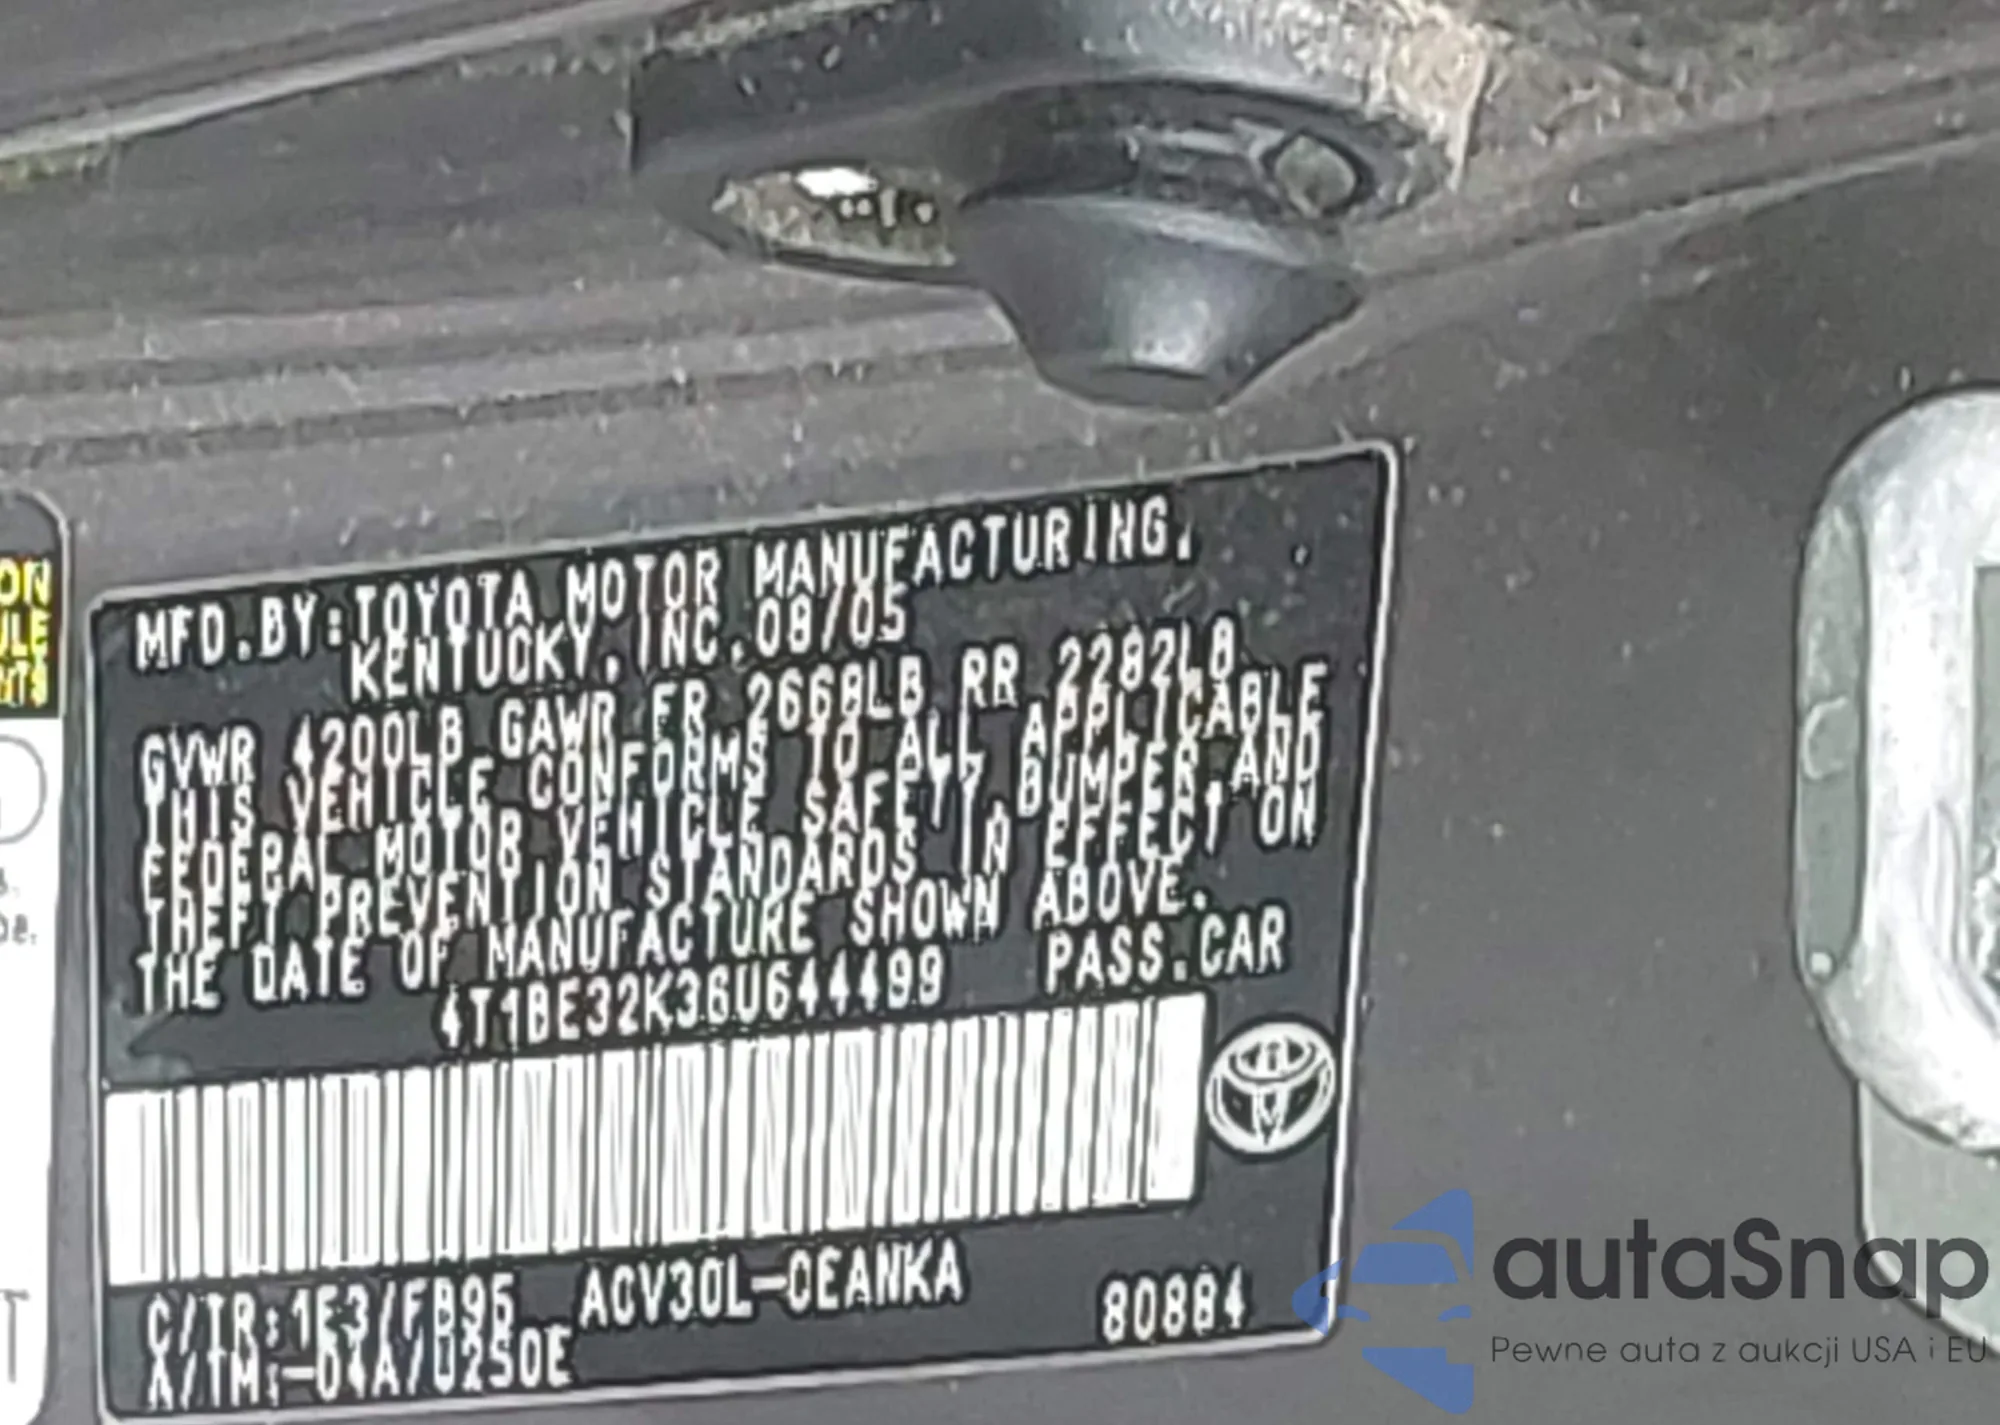 ON
ULE
NTS
MFD.BY:TOYOTA MOTOR MANUFACTURING,
KENTUCKY, INC. 08/05
GVWR 4200LB GAWR FR 2668LB RR 2282LB
THIS VEHICLE CONFORMS TO ALL APPLICABLE
FEDERAL MOTOR VEHICLE SAFETY, BUMPER, AND
THEFT PREVENTION STANDARDS IN EFFECT ON
THE DATE OF MANUFACTURE SHOWN ABOVE.
4T1BE32K36U644499 PASS.CAR
C/TR:1E3/FB95 ACV30L-CEANKA
A/TM:-04A/U250E 80884
autaSnap
Pewne auta z aukcji USA i EU